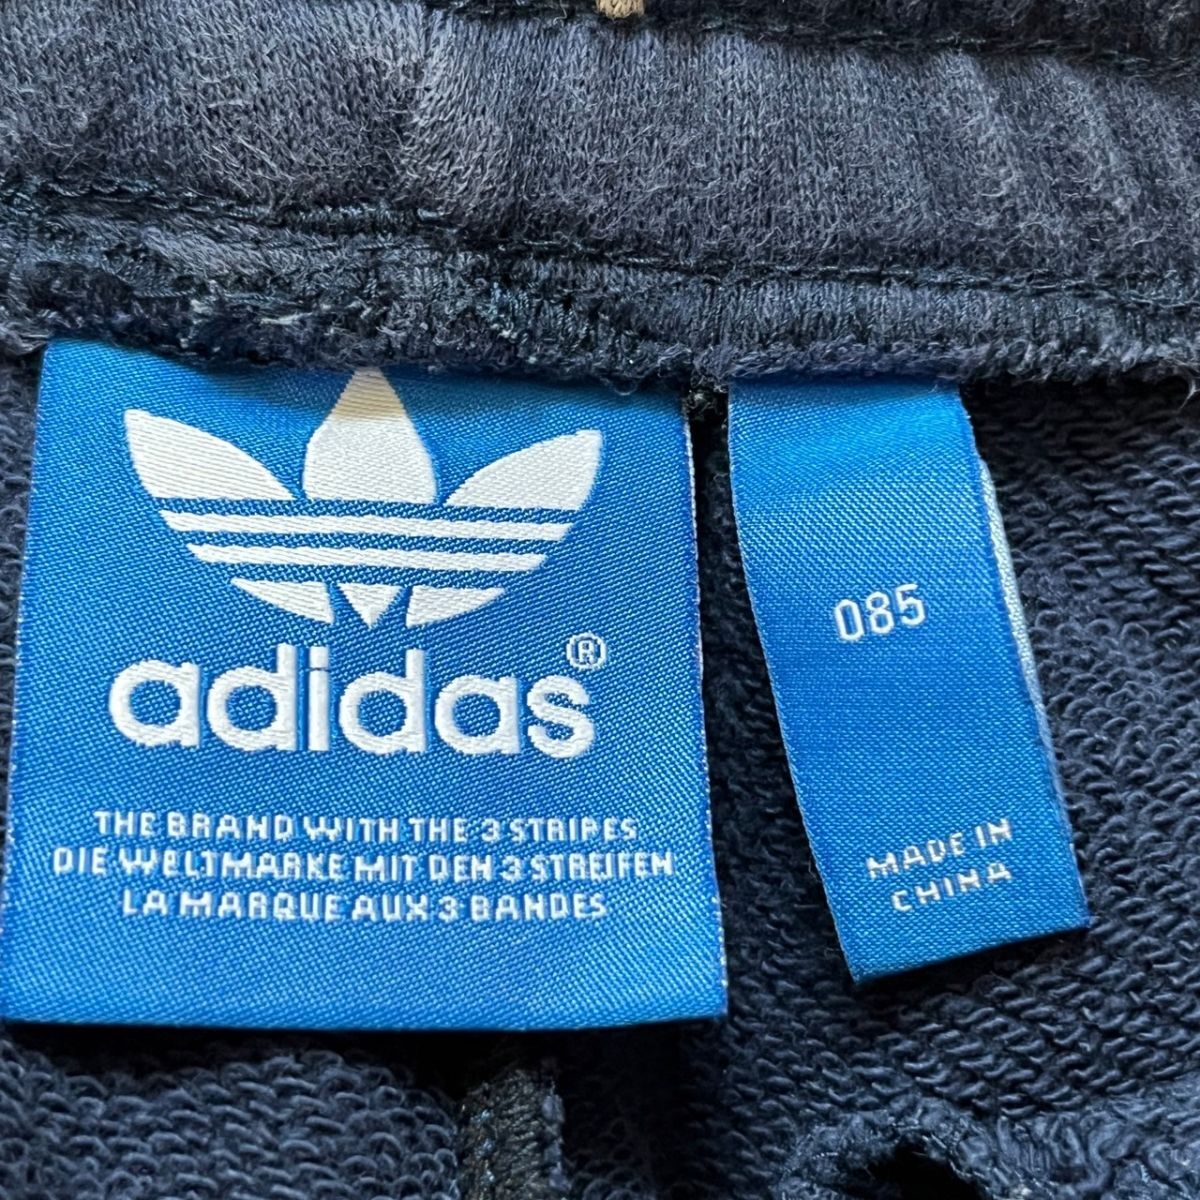 adidas®
THE BRAND WITH THE 3 STRIPES
DIE WELTMARKE MIT DEN 3 STREIFEN
LA MARQUE AUX 3 BANDES
085
MADE IN
CHINA